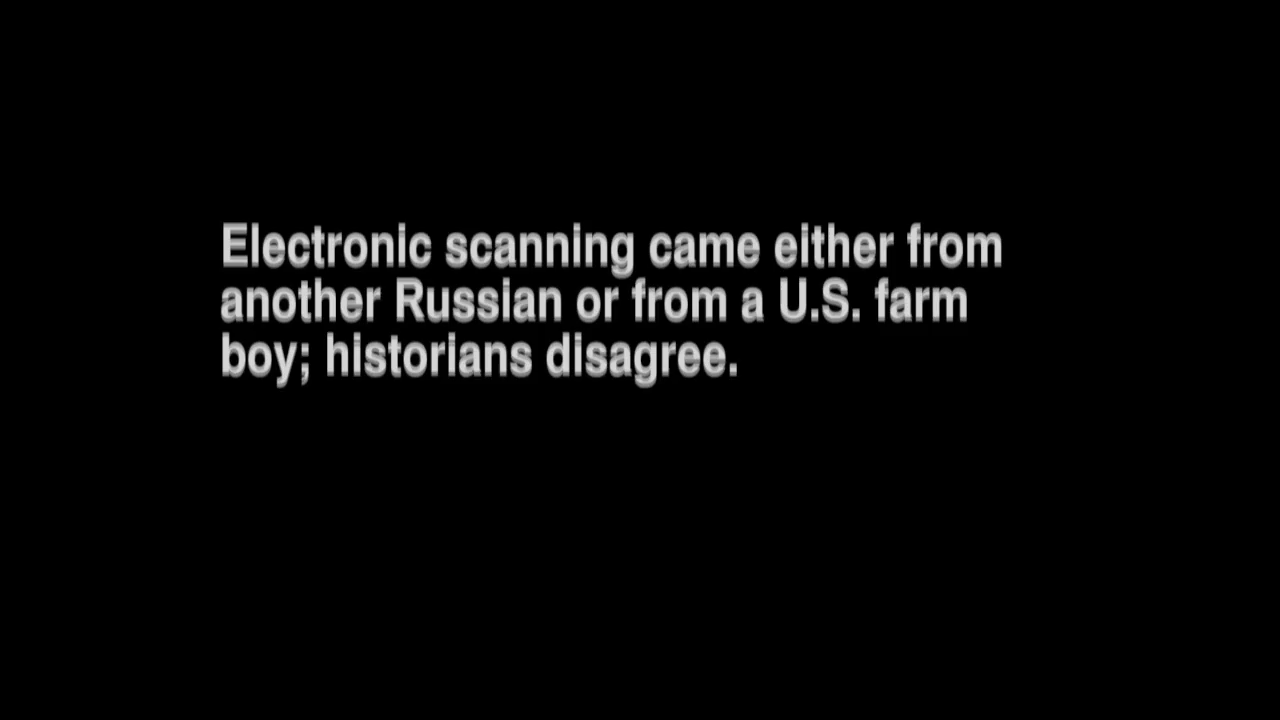 Electronic scanning came either from
another Russian or from a U.S. farm
boy; historians disagree.